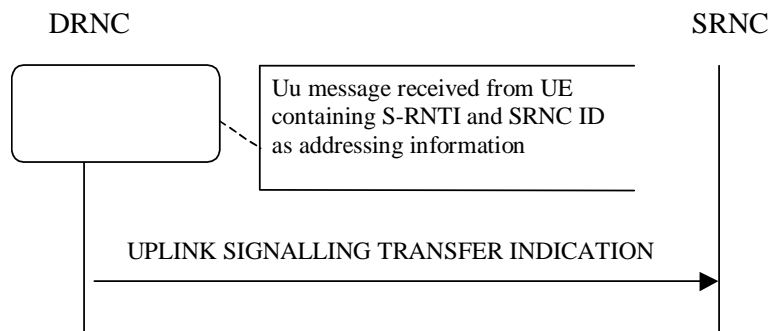 DRNC
SRNC
Uu message received from UE
containing S-RNTI and SRNC ID
as addressing information
UPLINK SIGNALLING TRANSFER INDICATION